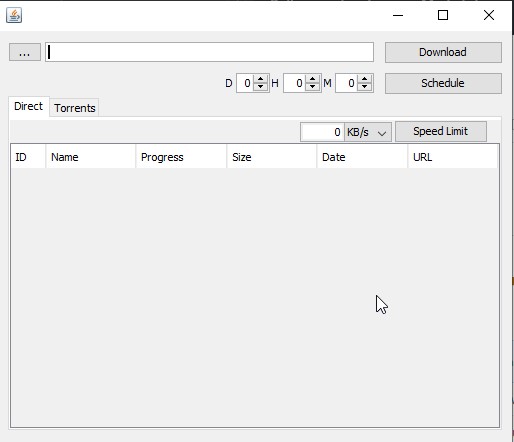 ... Download
D 0 H 0 M 0 Schedule
Direct Torrents
0 KB/s Speed Limit
ID Name Progress Size Date URL